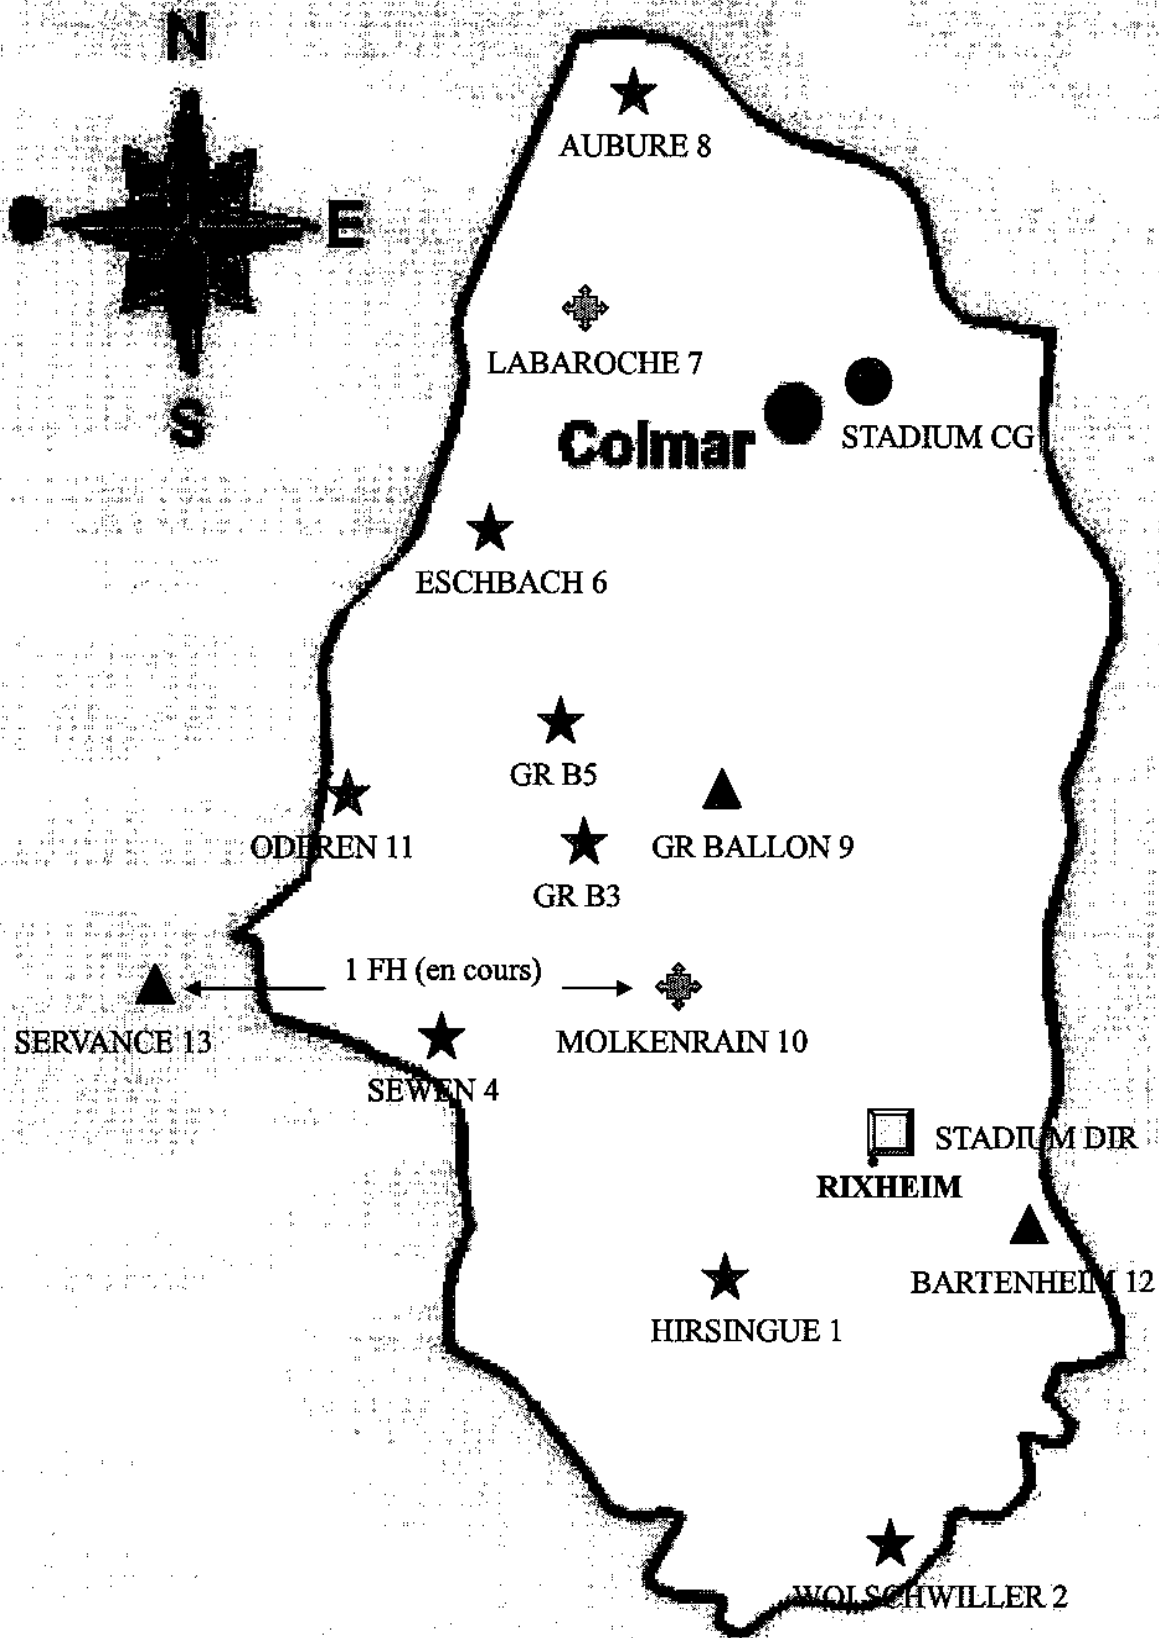 N
E
S
AUBURE 8
LABAROCHE 7
Colmar
STADIUM CG
ESCHBACH 6
GR B5
ODEREN 11
GR BALLON 9
GR B3
1 FH (en cours)
SERVANCE 13
MOLKENRAIN 10
SEWEN 4
STADIUM DIR
RIXHEIM
BARTENHEIM 12
HIRSINGUE 1
WOLSCHWILLER 2